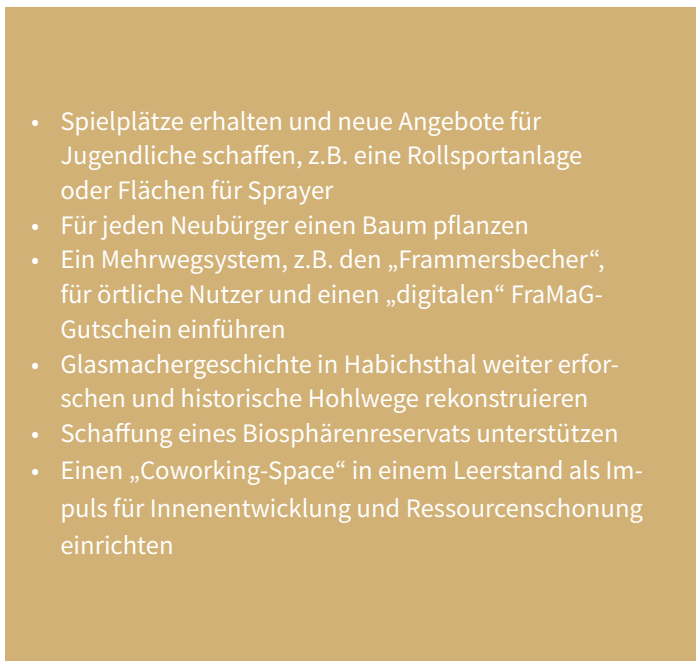 • Spielplätze erhalten und neue Angebote für
Jugendliche schaffen, z.B. eine Rollsportanlage
oder Flächen für Sprayer
• Für jeden Neubürger einen Baum pflanzen
• Ein Mehrwegsystem, z.B. den „Frammersbecher“,
für örtliche Nutzer und einen „digitalen“ FraMaG-
Gutschein einführen
• Glasmachergeschichte in Habichsthal weiter erfor-
schen und historische Hohlwege rekonstruieren
• Schaffung eines Biosphärenreservats unterstützen
• Einen „Coworking-Space“ in einem Leerstand als Im-
puls für Innenentwicklung und Ressourcenschonung
einrichten